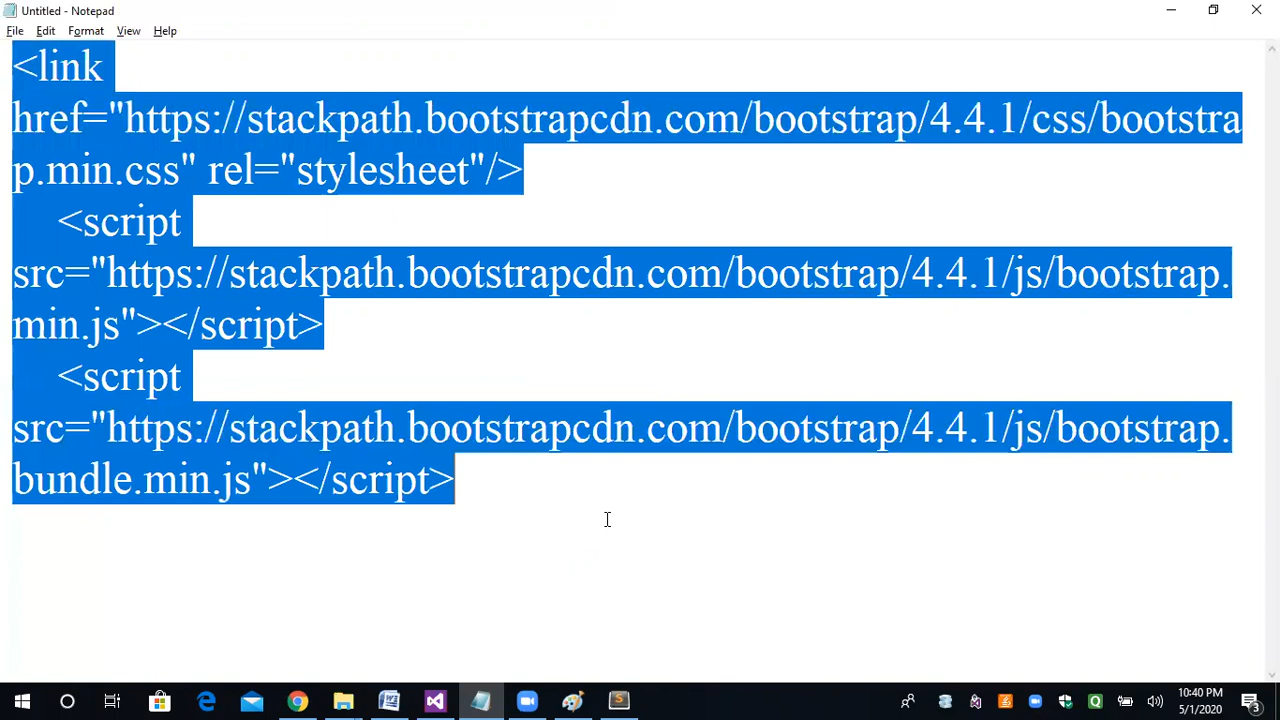 Untitled - Notepad
File Edit Format View Help
<link
href="https://stackpath.bootstrapcdn.com/bootstrap/4.4.1/css/bootstra
p.min.css" rel="stylesheet"/>
<script
src="https://stackpath.bootstrapcdn.com/bootstrap/4.4.1/js/bootstrap.
min.js"></script>
<script
src="https://stackpath.bootstrapcdn.com/bootstrap/4.4.1/js/bootstrap.
bundle.min.js"></script>
10:40 PM
5/1/2020
3